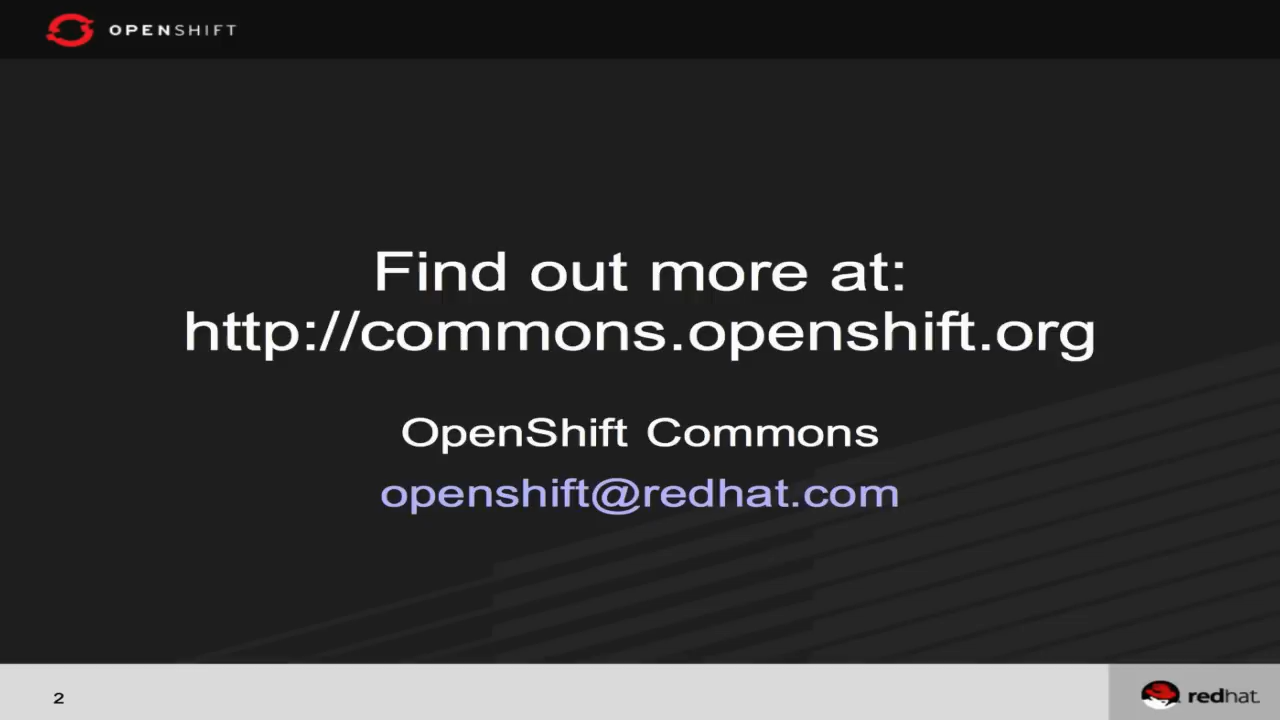 OPENSHIFT
Find out more at:
http://commons.openshift.org
OpenShift Commons
openshift@redhat.com
2
redhat.